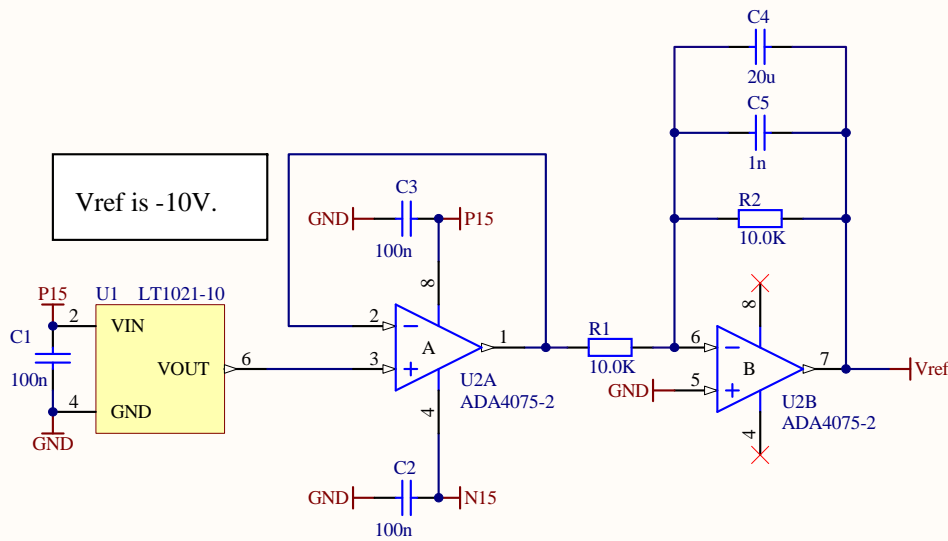 C4
20u
C5
1n
Vref is -10V.
C3
GND
P15
100n
R2
10.0K
8
P15
U1 LT1021-10
2
VIN
C1
100n
VOUT
6
4
GND
GND
2
3
A
1
U2A
ADA4075-2
4
R1
10.0K
8
6
GND
5
B
7
Vref
U2B
ADA4075-2
4
C2
GND
N15
100n